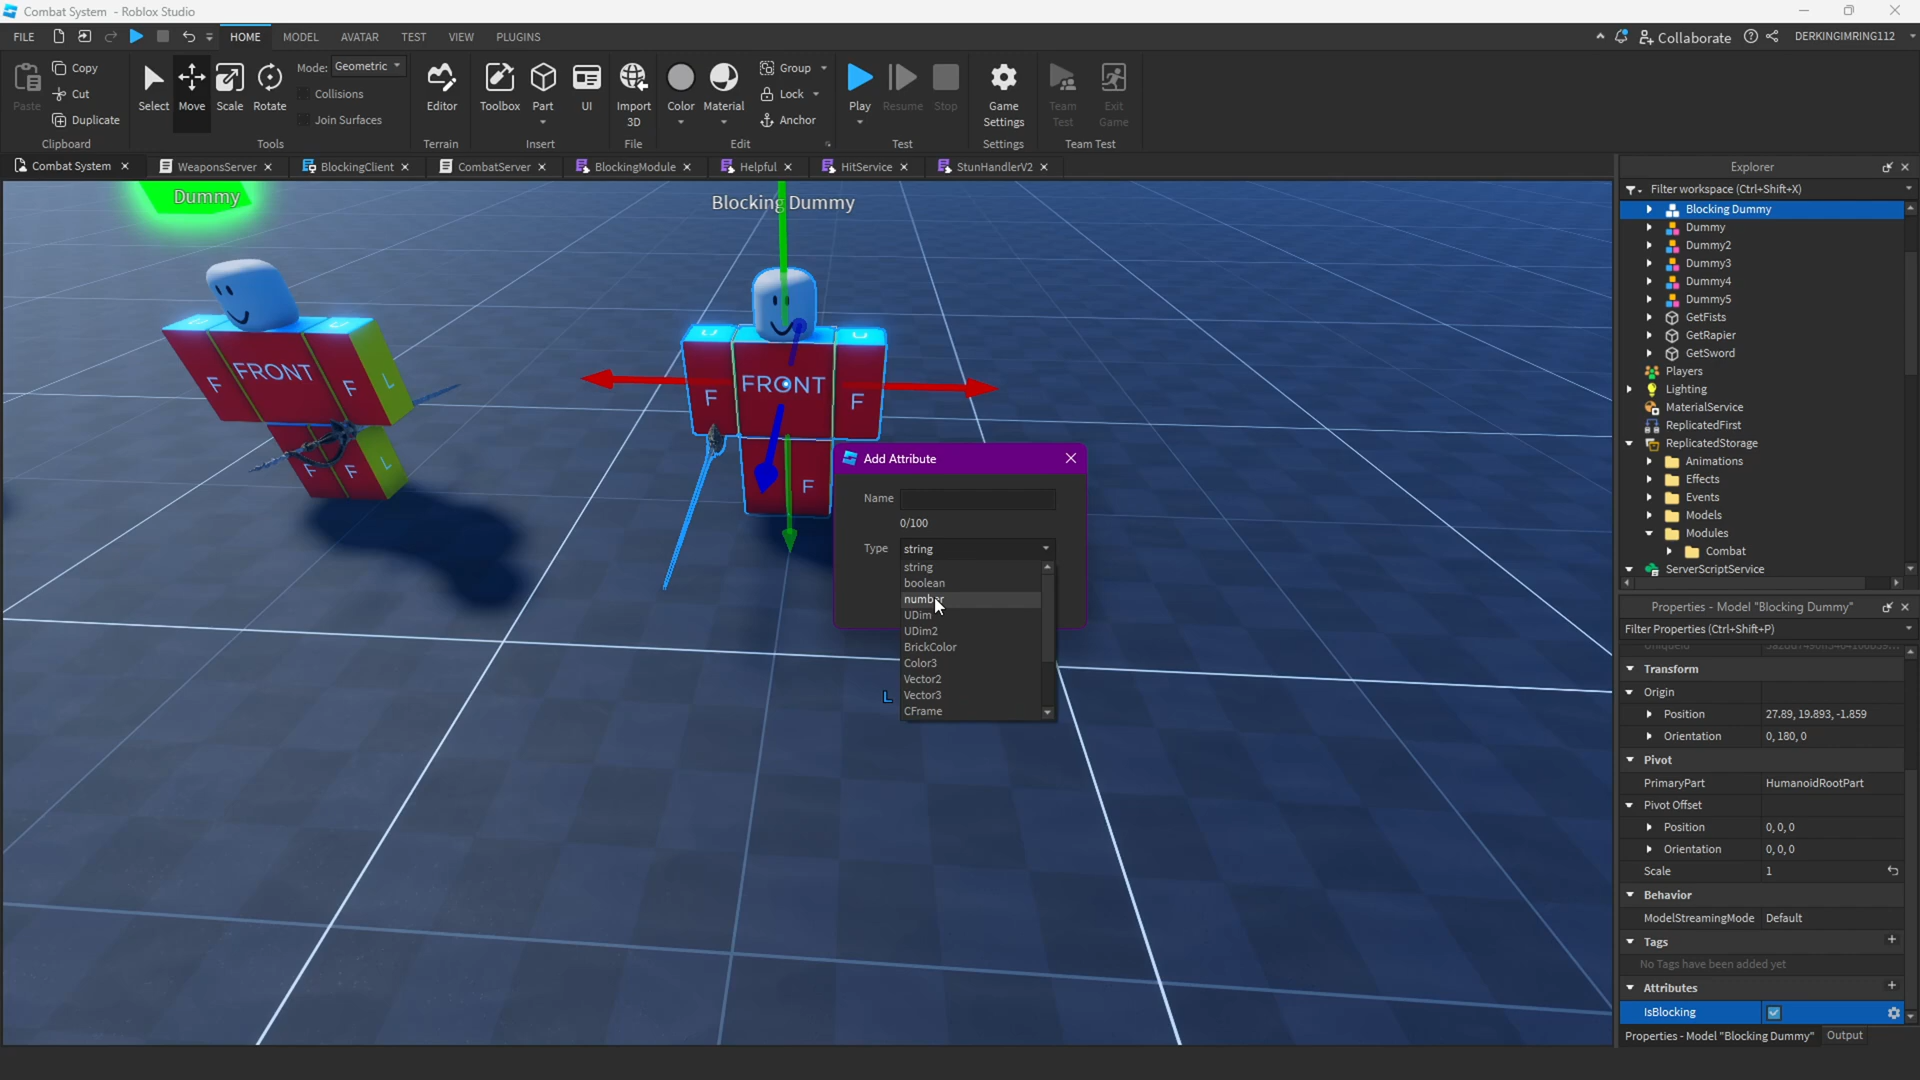 Combat System - Roblox Studio
FILE
HOME
MODEL
AVATAR
TEST
VIEW
PLUGINS
Collaborate
DERKINGIMRING112
Paste
Copy
Cut
Duplicate
Clipboard
Select
Move
Scale
Rotate
Mode: Geometric
Collisions
Join Surfaces
Tools
Editor
Terrain
Toolbox
Part
UI
Insert
Import
3D
File
Color
Material
Group
Lock
Anchor
Edit
Play
Resume
Stop
Test
Game
Settings
Settings
Team
Test
Exit
Game
Team Test
Combat System
WeaponsServer
BlockingClient
CombatServer
BlockingModule
Helpful
HitService
StunHandlerV2
Dummy
Blocking Dummy
U
U
FRONT
F
F
L
F
F
L
U
U
FRONT
F
F
F
L
Add Attribute
Name
0/100
Type string
string
boolean
number
UDim
UDim2
BrickColor
Color3
Vector2
Vector3
CFrame
Explorer
Filter workspace (Ctrl+Shift+X)
Blocking Dummy
Dummy
Dummy2
Dummy3
Dummy4
Dummy5
GetFists
GetRapier
GetSword
Players
Lighting
MaterialService
ReplicatedFirst
ReplicatedStorage
Animations
Effects
Events
Models
Modules
Combat
ServerScriptService
Properties - Model "Blocking Dummy"
Filter Properties (Ctrl+Shift+P)
Transform
Origin
Position 27.89, 19.893, -1.859
Orientation 0, 180, 0
Pivot
PrimaryPart HumanoidRootPart
Pivot Offset
Position 0, 0, 0
Orientation 0, 0, 0
Scale 1
Behavior
ModelStreamingMode Default
Tags
No Tags have been added yet
Attributes
IsBlocking
Properties - Model "Blocking Dummy"
Output